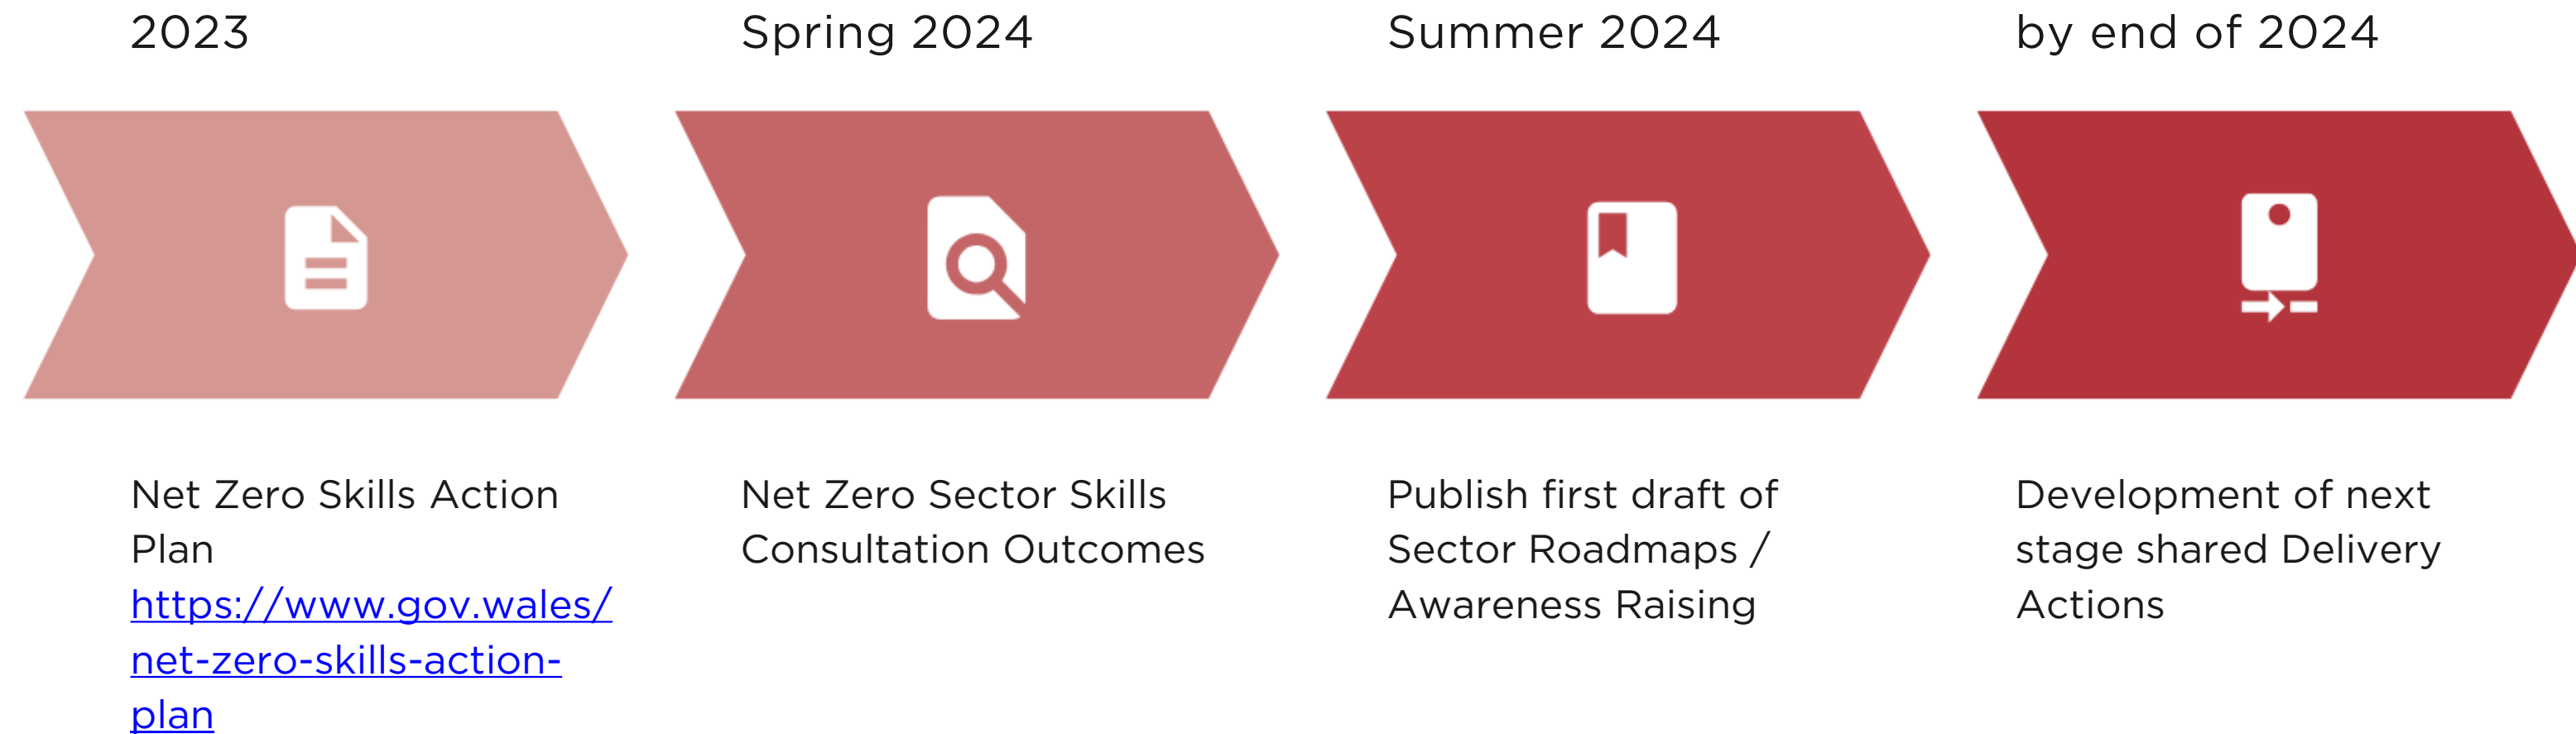 2023
Spring 2024
Summer 2024
by end of 2024
Net Zero Skills Action
Plan
https://www.gov.wales/
net-zero-skills-action-
plan
Net Zero Sector Skills
Consultation Outcomes
Publish first draft of
Sector Roadmaps /
Awareness Raising
Development of next
stage shared Delivery
Actions